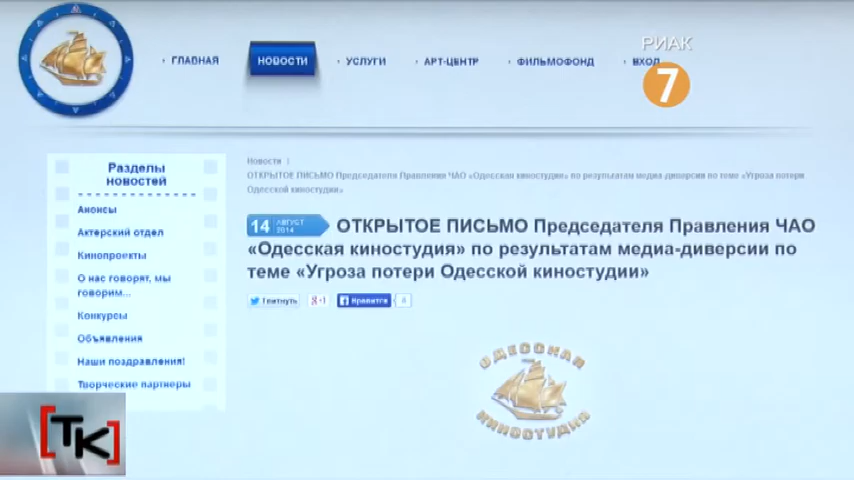 РИАК
7
ГЛАВНАЯ
НОВОСТИ
УСЛУГИ
АРТ-ЦЕНТР
ФИЛЬМОФОНД
ВХОД
Разделы
новостей
Анонсы
Актерский отдел
Кинопроекты
О нас говорят, мы
говорим...
Конкурсы
Объявления
Наши поздравления!
Творческие партнеры
Новости |
ОТКРЫТОЕ ПИСЬМО Председателя Правления ЧАО «Одесская киностудия» по результатам медиа-диверсии по теме «Угроза потери
Одесской киностудии»
14 АВГУСТ 2014
ОТКРЫТОЕ ПИСЬМО Председателя Правления ЧАО
«Одесская киностудия» по результатам медиа-диверсии по
теме «Угроза потери Одесской киностудии»
Твитнуть
g+1
Нравится
ОДЕССКАЯ
КИНОСТУДИЯ
[ТК]